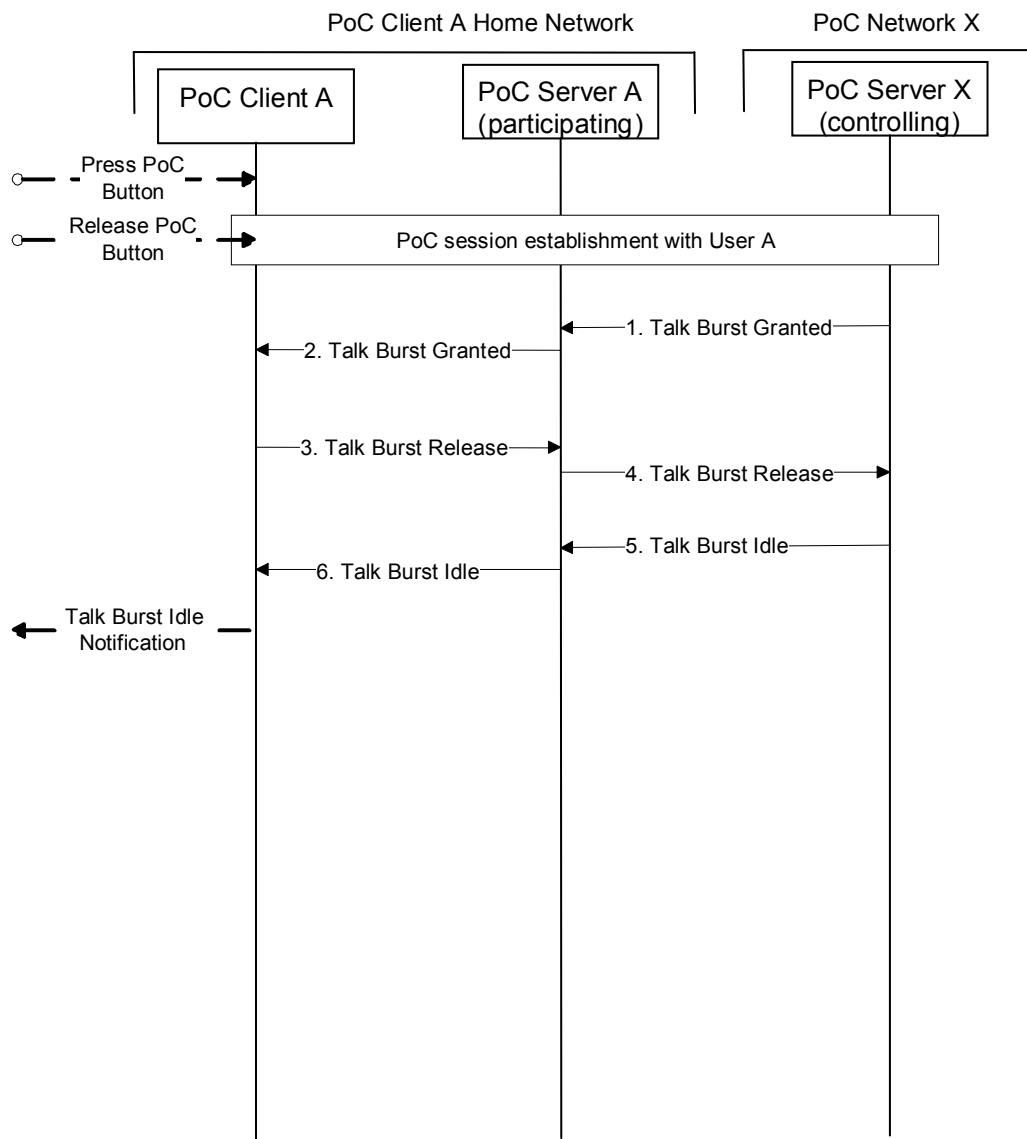 PoC Client A Home Network
PoC Network X
PoC Client A
PoC Server A
(participating)
PoC Server X
(controlling)
Press PoC
Button
Release PoC
Button
PoC session establishment with User A
1. Talk Burst Granted
2. Talk Burst Granted
3. Talk Burst Release
4. Talk Burst Release
5. Talk Burst Idle
6. Talk Burst Idle
Talk Burst Idle
Notification